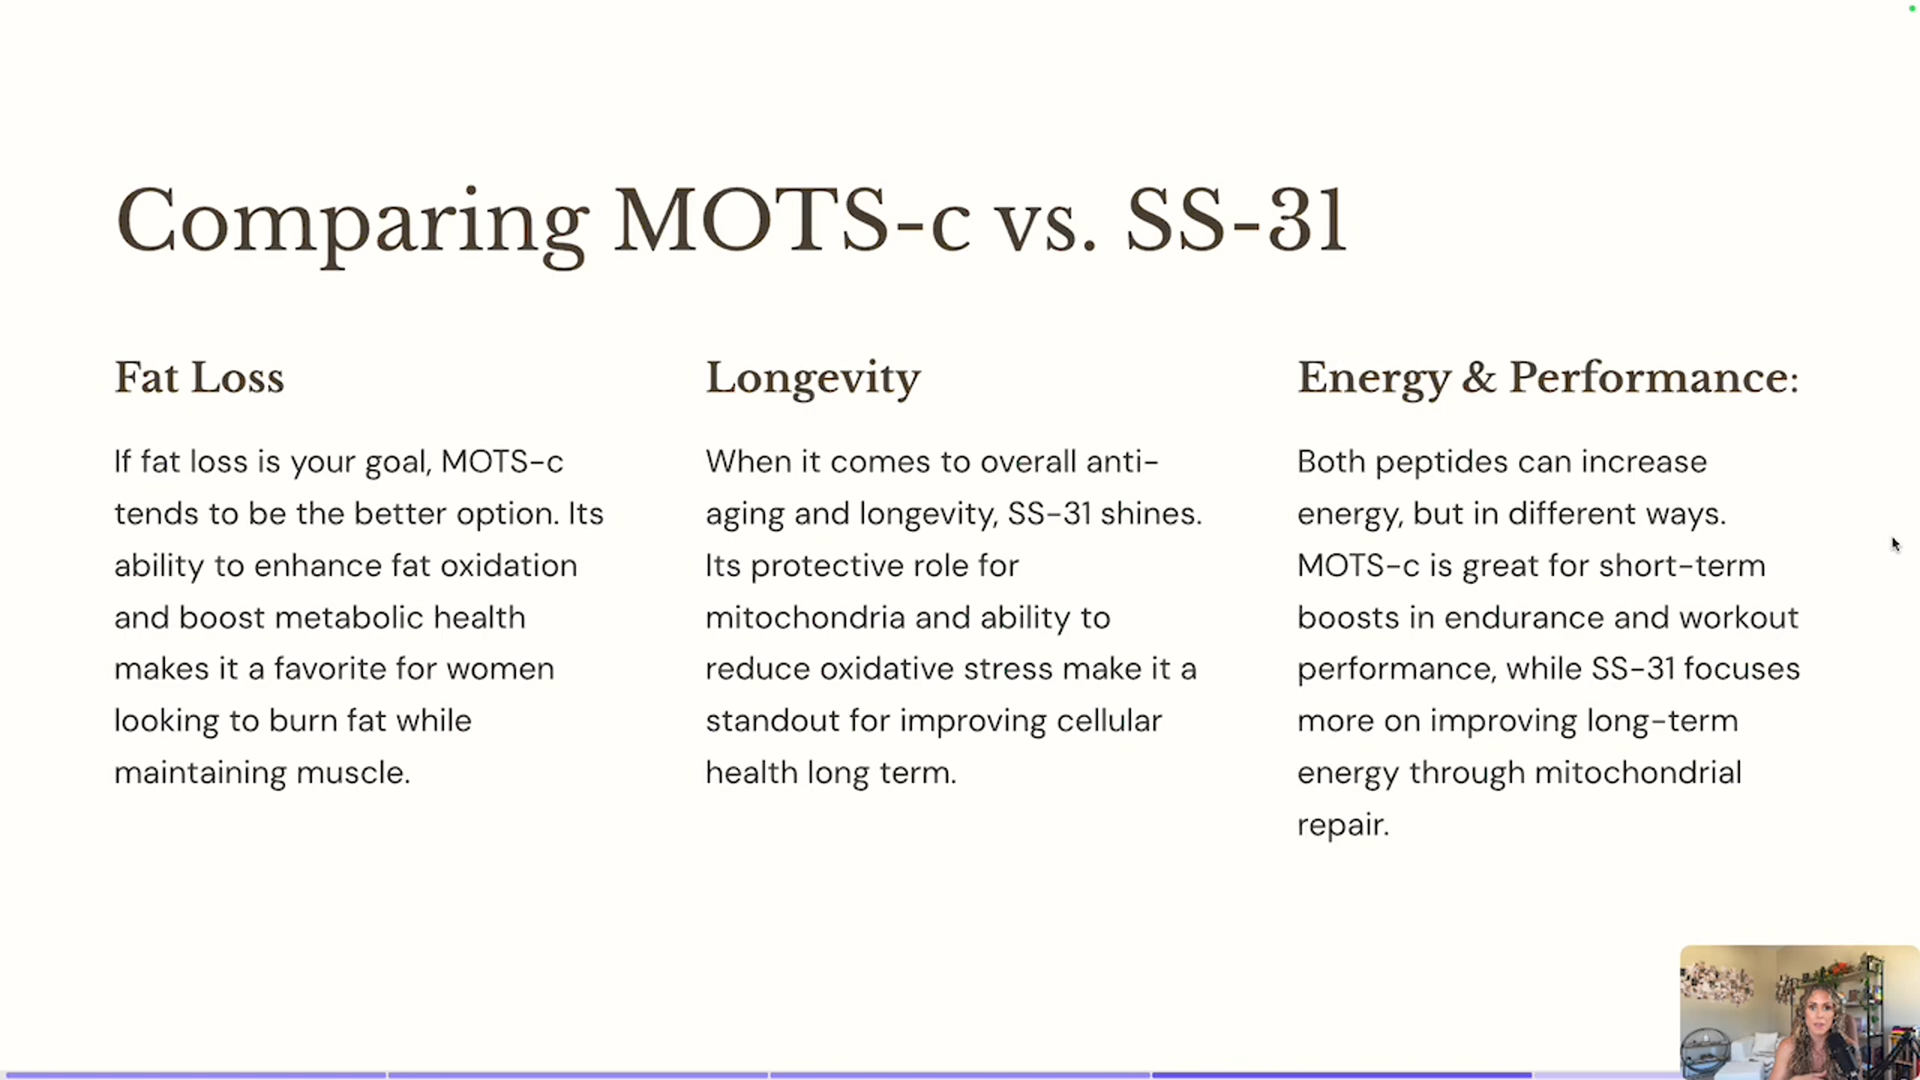 Comparing MOTS-c vs. SS-31
Fat Loss
If fat loss is your goal, MOTS-c
tends to be the better option. Its
ability to enhance fat oxidation
and boost metabolic health
makes it a favorite for women
looking to burn fat while
maintaining muscle.
Longevity
When it comes to overall anti-
aging and longevity, SS-31 shines.
Its protective role for
mitochondria and ability to
reduce oxidative stress make it a
standout for improving cellular
health long term.
Energy & Performance:
Both peptides can increase
energy, but in different ways.
MOTS-c is great for short-term
boosts in endurance and workout
performance, while SS-31 focuses
more on improving long-term
energy through mitochondrial
repair.